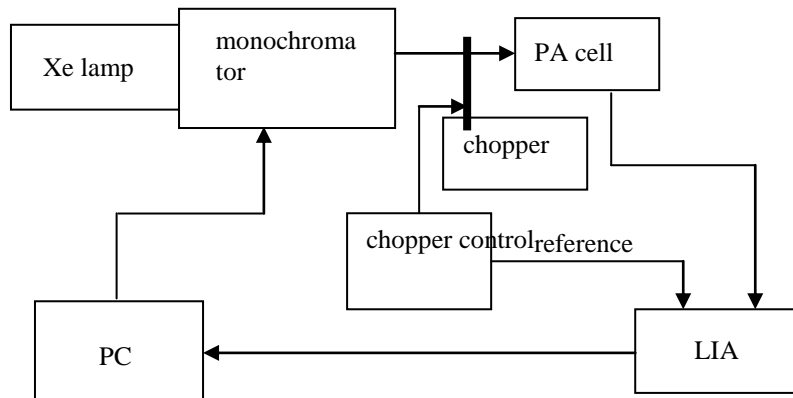 Xe lamp
monochroma
tor
PA cell
chopper
chopper control
reference
PC
LIA